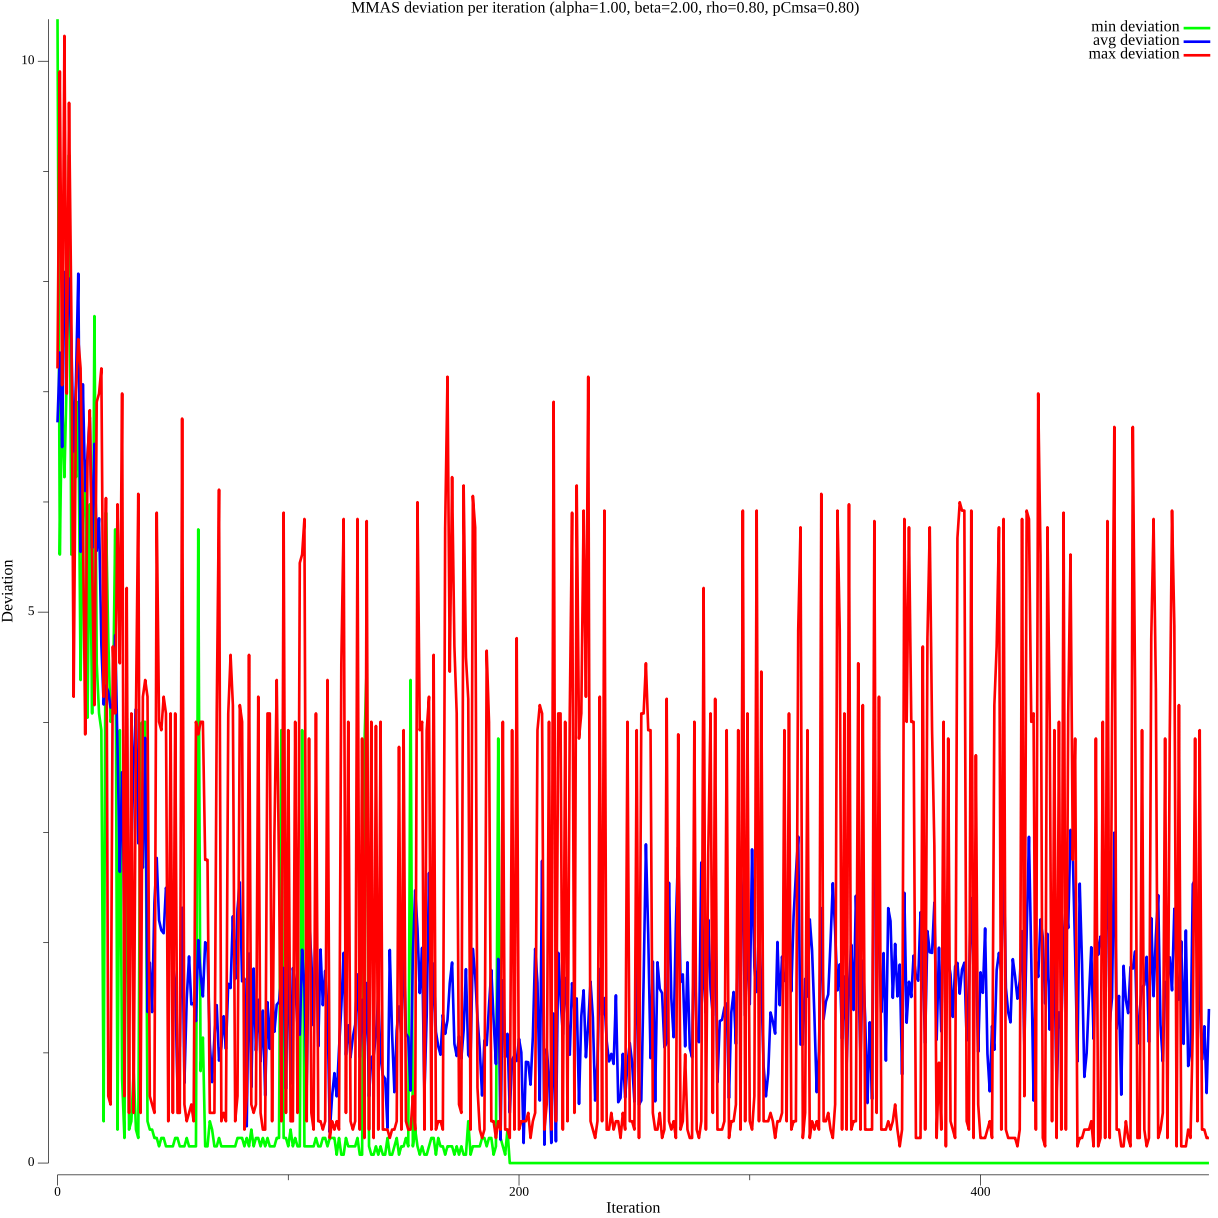 MMAS deviation per iteration (alpha=1.00, beta=2.00, rho=0.80, pCmsa=0.80)
min deviation
avg deviation
max deviation
10
5
0
Deviation
0
200
400
Iteration